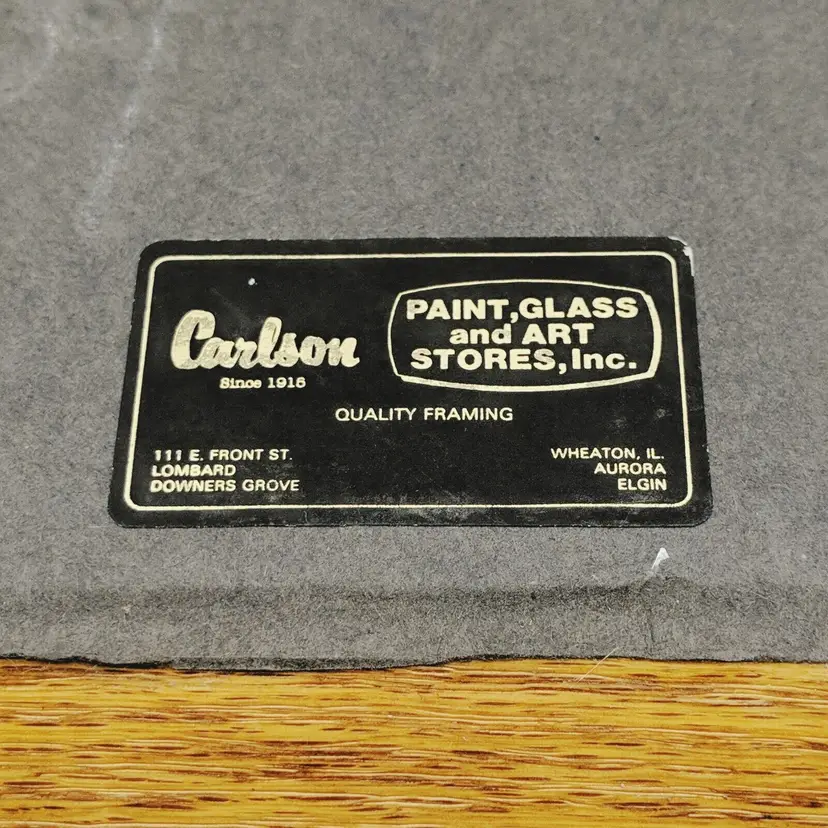 Carlson
Since 1916
PAINT, GLASS
and ART
STORES, Inc.
QUALITY FRAMING
111 E. FRONT ST.
LOMBARD
DOWNERS GROVE
WHEATON, IL.
AURORA
ELGIN